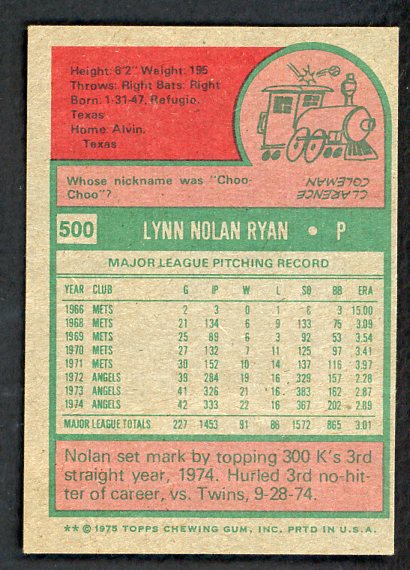 Height: 6'2" Weight: 195
Throws: Right Bats: Right
Born: 1-31-47, Refugio,
Texas
Home: Alvin,
Texas
Whose nickname was "Choo-
Choo"?
CLARENCE
COLEMAN.
500 LYNN NOLAN RYAN • P
MAJOR LEAGUE PITCHING RECORD
YEAR CLUB G IP W L SO BB ERA
1966 METS 2 3 0 1 6 3 15.00
1968 METS 21 134 6 9 133 75 3.09
1969 METS 25 89 6 3 92 53 3.54
1970 METS 27 132 7 11 125 97 3.41
1971 METS 30 152 10 14 137 116 3.97
1972 ANGELS 39 284 19 16 329 157 2.28
1973 ANGELS 41 326 21 16 383 162 2.87
1974 ANGELS 42 333 22 16 367 202 2.89
MAJOR LEAGUE TOTALS 227 1453 91 86 1572 865 3.01
Nolan set mark by topping 300 K's 3rd
straight year, 1974. Hurled 3rd no-hit-
ter of career, vs. Twins, 9-28-74.
** © 1975 TOPPS CHEWING GUM, INC. PRTD IN U.S.A.